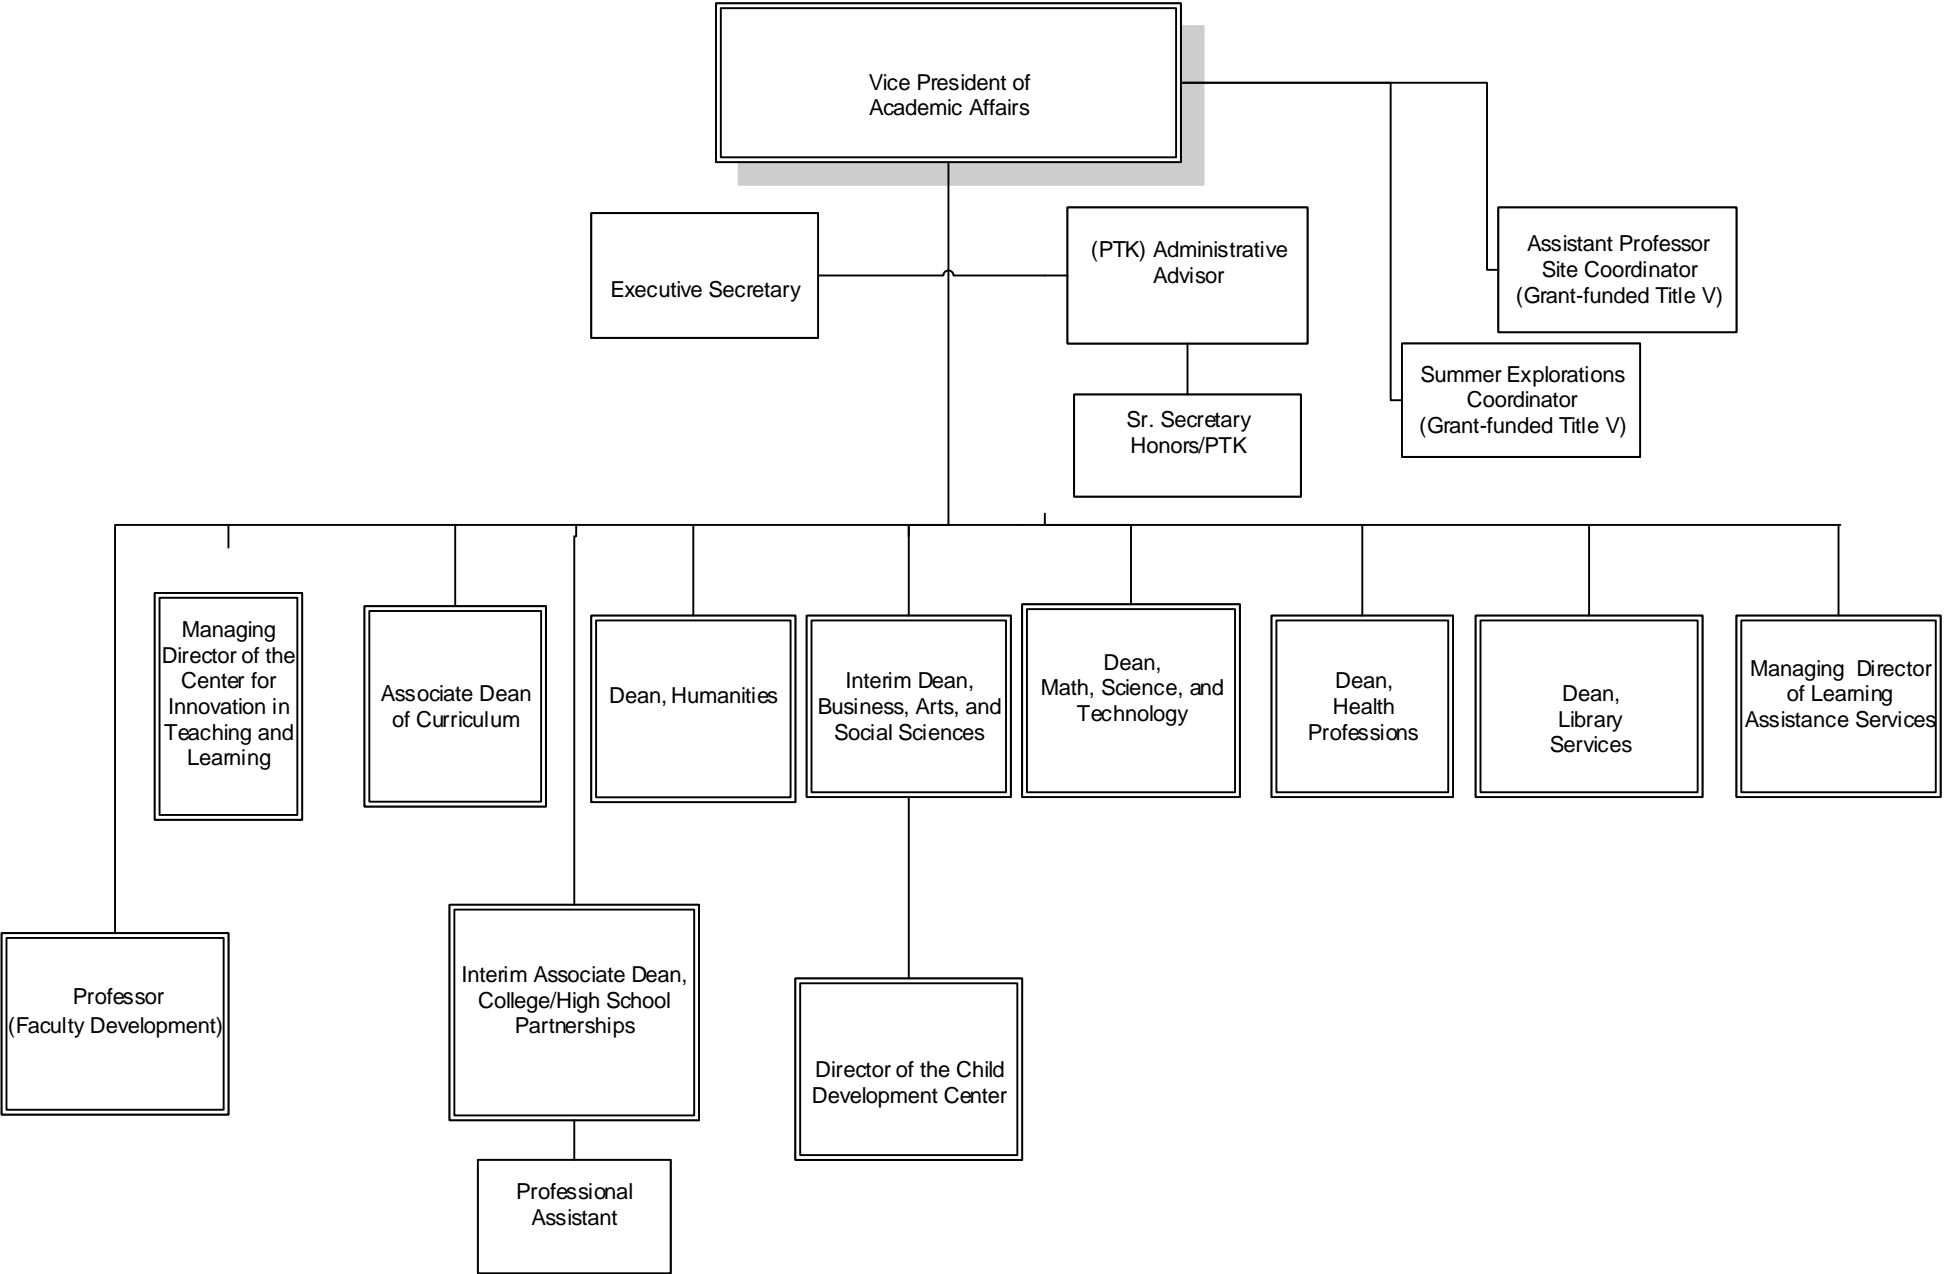 Vice President of
Academic Affairs
Executive Secretary
(PTK) Administrative
Advisor
Assistant Professor
Site Coordinator
(Grant-funded Title V)
Summer Explorations
Coordinator
(Grant-funded Title V)
Sr. Secretary
Honors/PTK
Managing
Director of the
Center for
Innovation in
Teaching and
Learning
Associate Dean
of Curriculum
Dean, Humanities
Interim Dean,
Business, Arts, and
Social Sciences
Dean,
Math, Science, and
Technology
Dean,
Health
Professions
Dean,
Library
Services
Managing Director
of Learning
Assistance Services
Professor
(Faculty Development)
Interim Associate Dean,
College/High School
Partnerships
Director of the Child
Development Center
Professional
Assistant